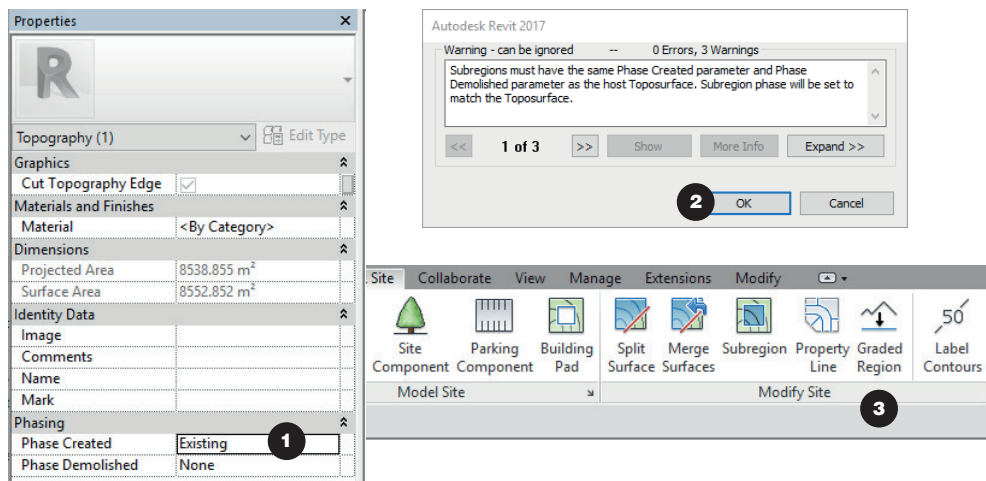 Properties
Topography (1)
Edit Type
Graphics
Cut Topography Edge
Materials and Finishes
Material <By Category>
Dimensions
Projected Area 8538.855 m²
Surface Area 8552.852 m²
Identity Data
Image
Comments
Name
Mark
Phasing
Phase Created Existing 1
Phase Demolished None
Autodesk Revit 2017
Warning - can be ignored -- 0 Errors, 3 Warnings
Subregions must have the same Phase Created parameter and Phase
Demolished parameter as the host Toposurface. Subregion phase will be set to
match the Toposurface.
<< 1 of 3 >> Show More Info Expand >>
2 OK Cancel
Site Collaborate View Manage Extensions Modify
Site Component
Parking Component
Building Pad
Split Surface
Merge Surfaces
Subregion
Property Line
Graded Region
50
Label Contours
Model Site Modify Site
3